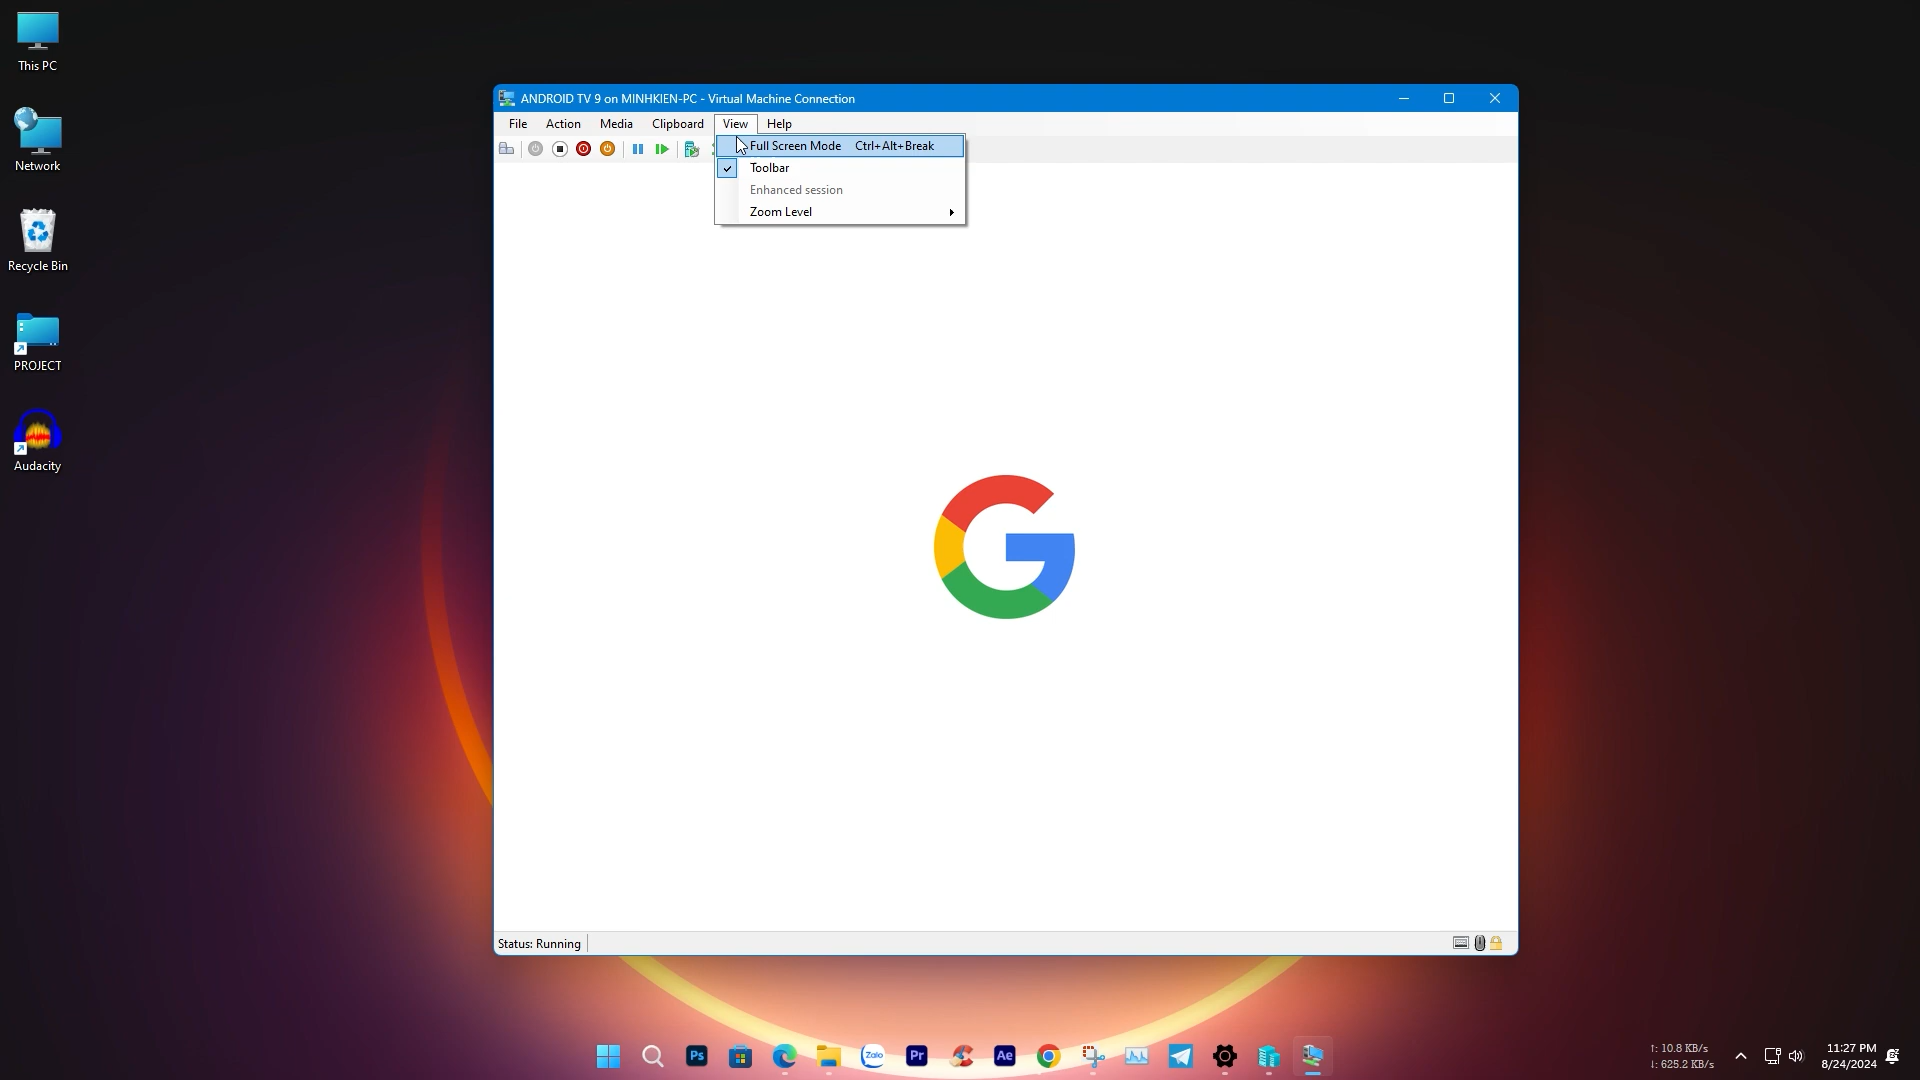 This PC
Network
Recycle Bin
PROJECT
Audacity
ANDROID TV 9 on MINHKIEN-PC - Virtual Machine Connection
File Action Media Clipboard View Help
Full Screen Mode Ctrl+Alt+Break
Toolbar
Enhanced session
Zoom Level
Status: Running
Ps
Zalo
Pr
Ae
↑: 10.8 KB/s
↓: 625.2 KB/s
11:27 PM
8/24/2024